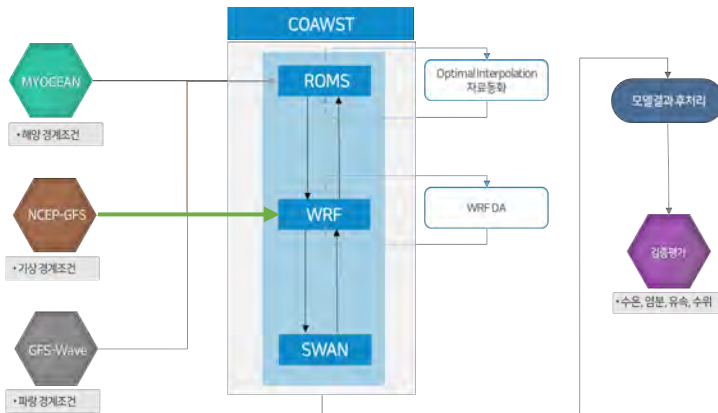 COAWST
MYOCEAN
• 해양 경계조건
NCEP-GFS
• 기상 경계조건
GFS-Wave
• 파랑 경계조건
ROMS
WRF
SWAN
Optimal Interpolation
자료동화
WRF DA
모델결과 후처리
검증평가
• 수온, 염분, 유속, 수위